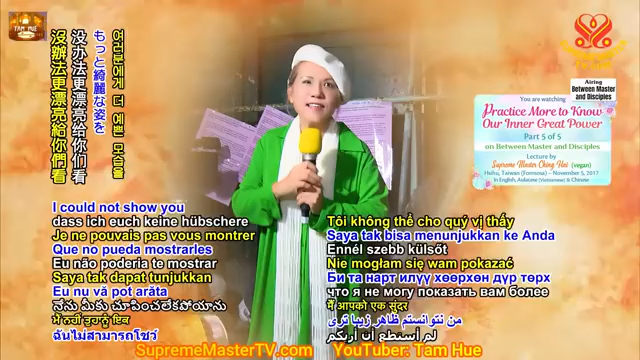 TAM HUE
沒辦法更漂亮給你們看
没办法更漂亮给你们看
もっと綺麗な姿を
여러분에게 더 예쁜 모습을
Airing
Between Master
and Disciples
You are watching
Practice More to Know
Our Inner Great Power
Part 5 of 5
on Between Master and Disciples
Lecture by
Supreme Master Ching Hai (vegan)
Hsihu, Taiwan (Formosa) – November 5, 2017
In English, Aulacese (Vietnamese) & Chinese
I could not show you
dass ich euch keine hübschere
Je ne pouvais pas vous montrer
Que no pueda mostrarles
Eu não poderia te mostrar
Saya tak dapat tunjukkan
Eu nu vă pot arăta
నేను మీకు చూపించలేకపోయాను
ਮੈਂ ਨਹੀਂ ਤੁਹਾਨੂੰ ਇਕ
ฉันไม่สามารถโชว์
Tôi không thể cho quý vị thấy
Saya tak bisa menunjukkan ke Anda
Ennél szebb külsőt
Nie mogłam się wam pokazać
Би та нарт илүү хөөрхөн дүр төрх
что я не могу показать вам более
मैं आपको एक सुंदर
من نتوانستم ظاهر زیبا تری
لم أستطع أن أريكم
SupremeMasterTV.com YouTuber: Tam Hue